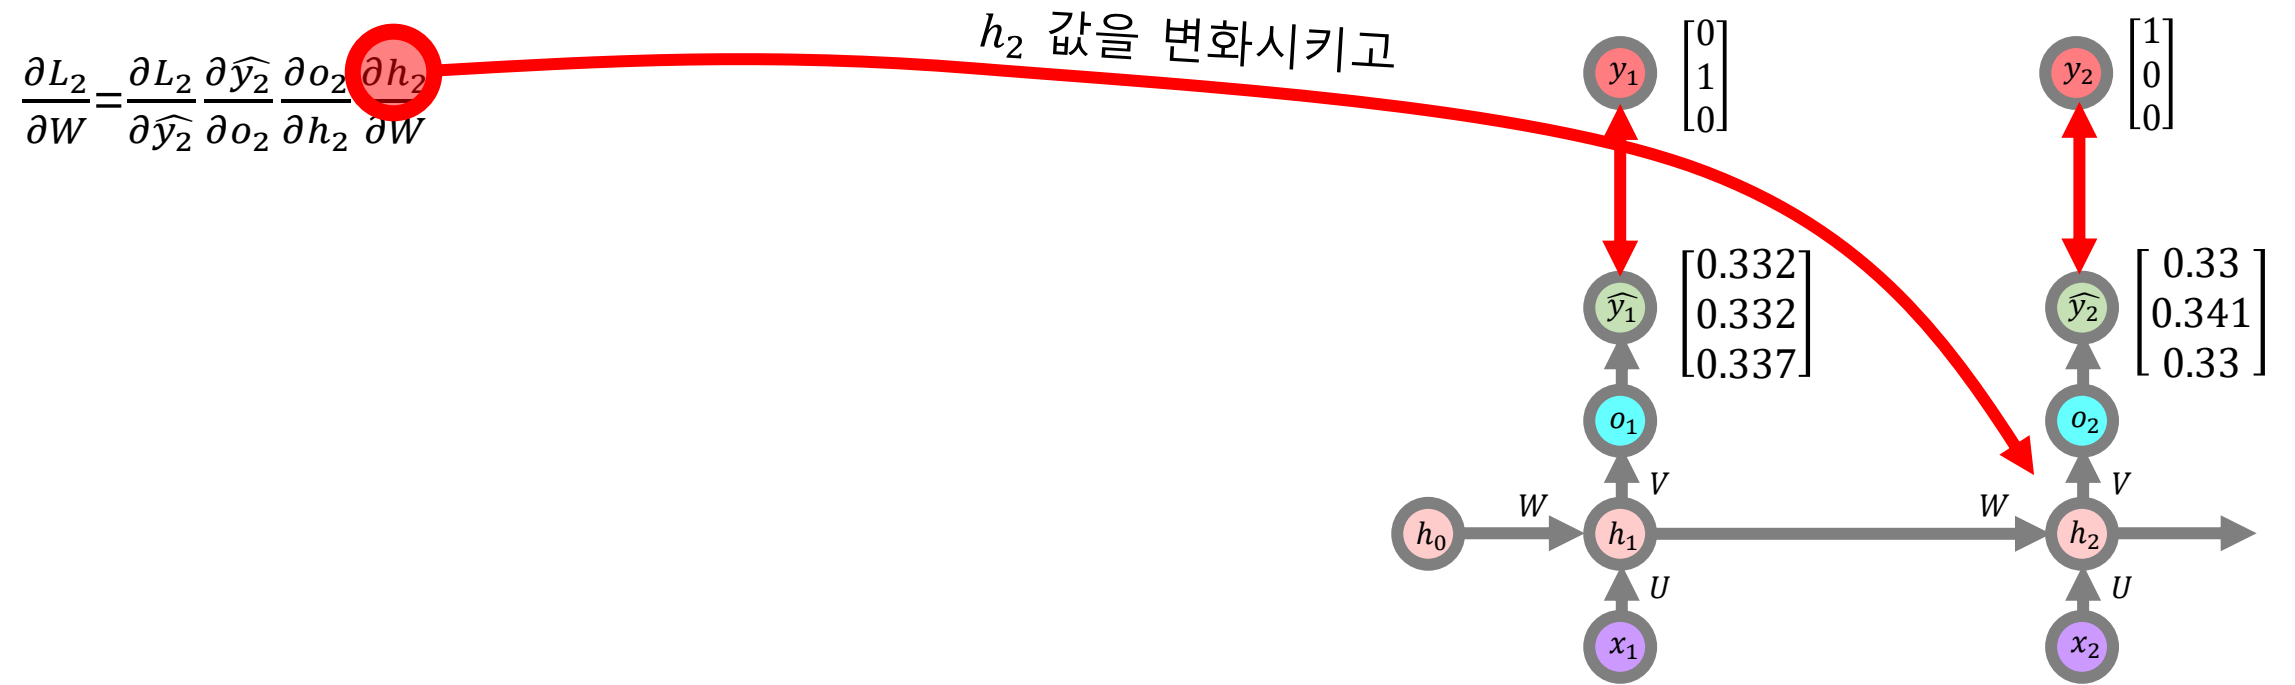 ∂L₂/∂W = ∂L₂/∂ŷ₂ ∂ŷ₂/∂o₂ ∂o₂/∂h₂ ∂h₂/∂W
h₂ 값을 변화시키고
y₁ [0 1 0]
y₂ [1 0 0]
ŷ₁ [0.332 0.332 0.337]
ŷ₂ [0.33 0.341 0.33]
o₁
o₂
V
V
W
W
h₀
h₁
h₂
U
U
x₁
x₂